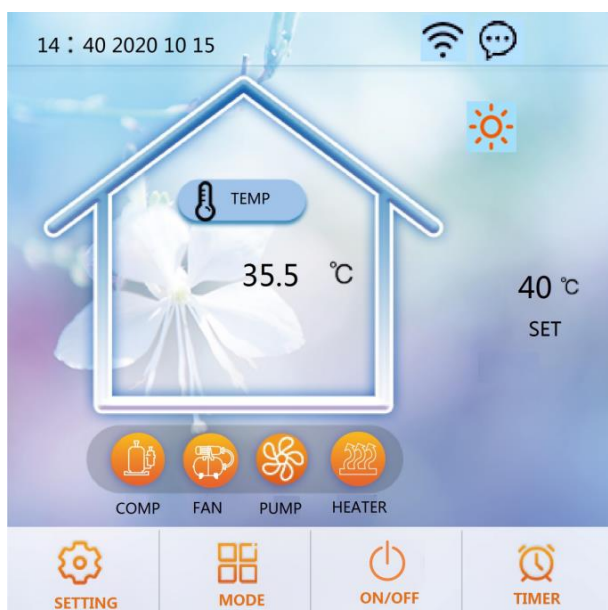 14：40 2020 10 15
TEMP
35.5 ℃
40 ℃
SET
COMP FAN PUMP HEATER
SETTING MODE ON/OFF TIMER